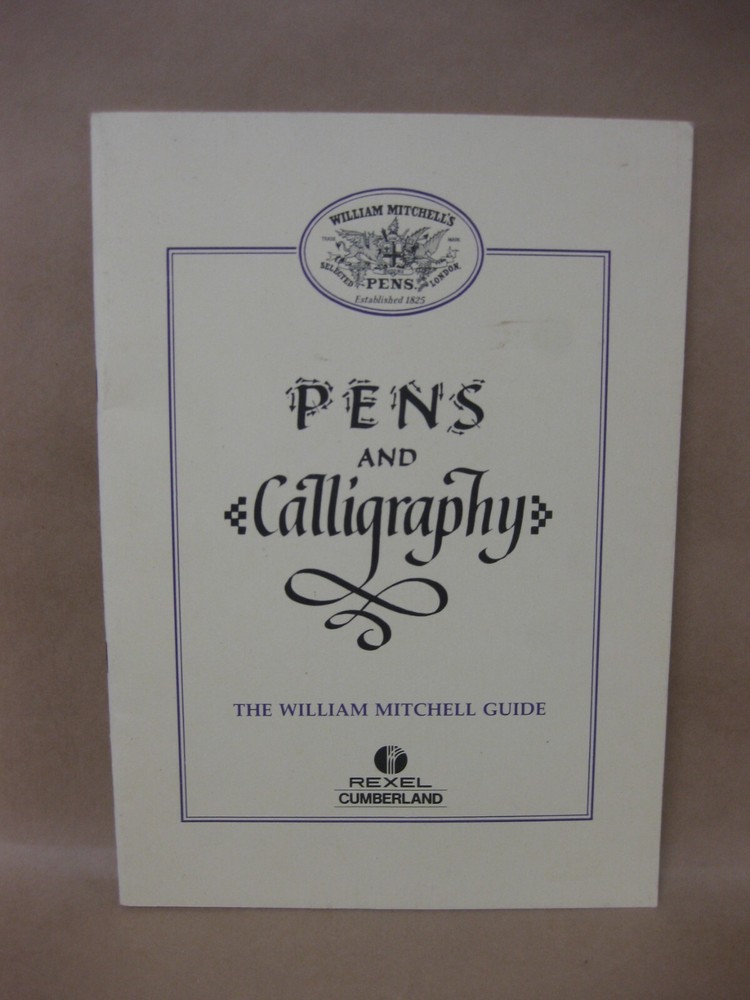 WILLIAM MITCHELL'S
TRADE MARK
SELECTED PENS. LONDON
Established 1825
PENS
AND
Calligraphy
THE WILLIAM MITCHELL GUIDE
REXEL
CUMBERLAND